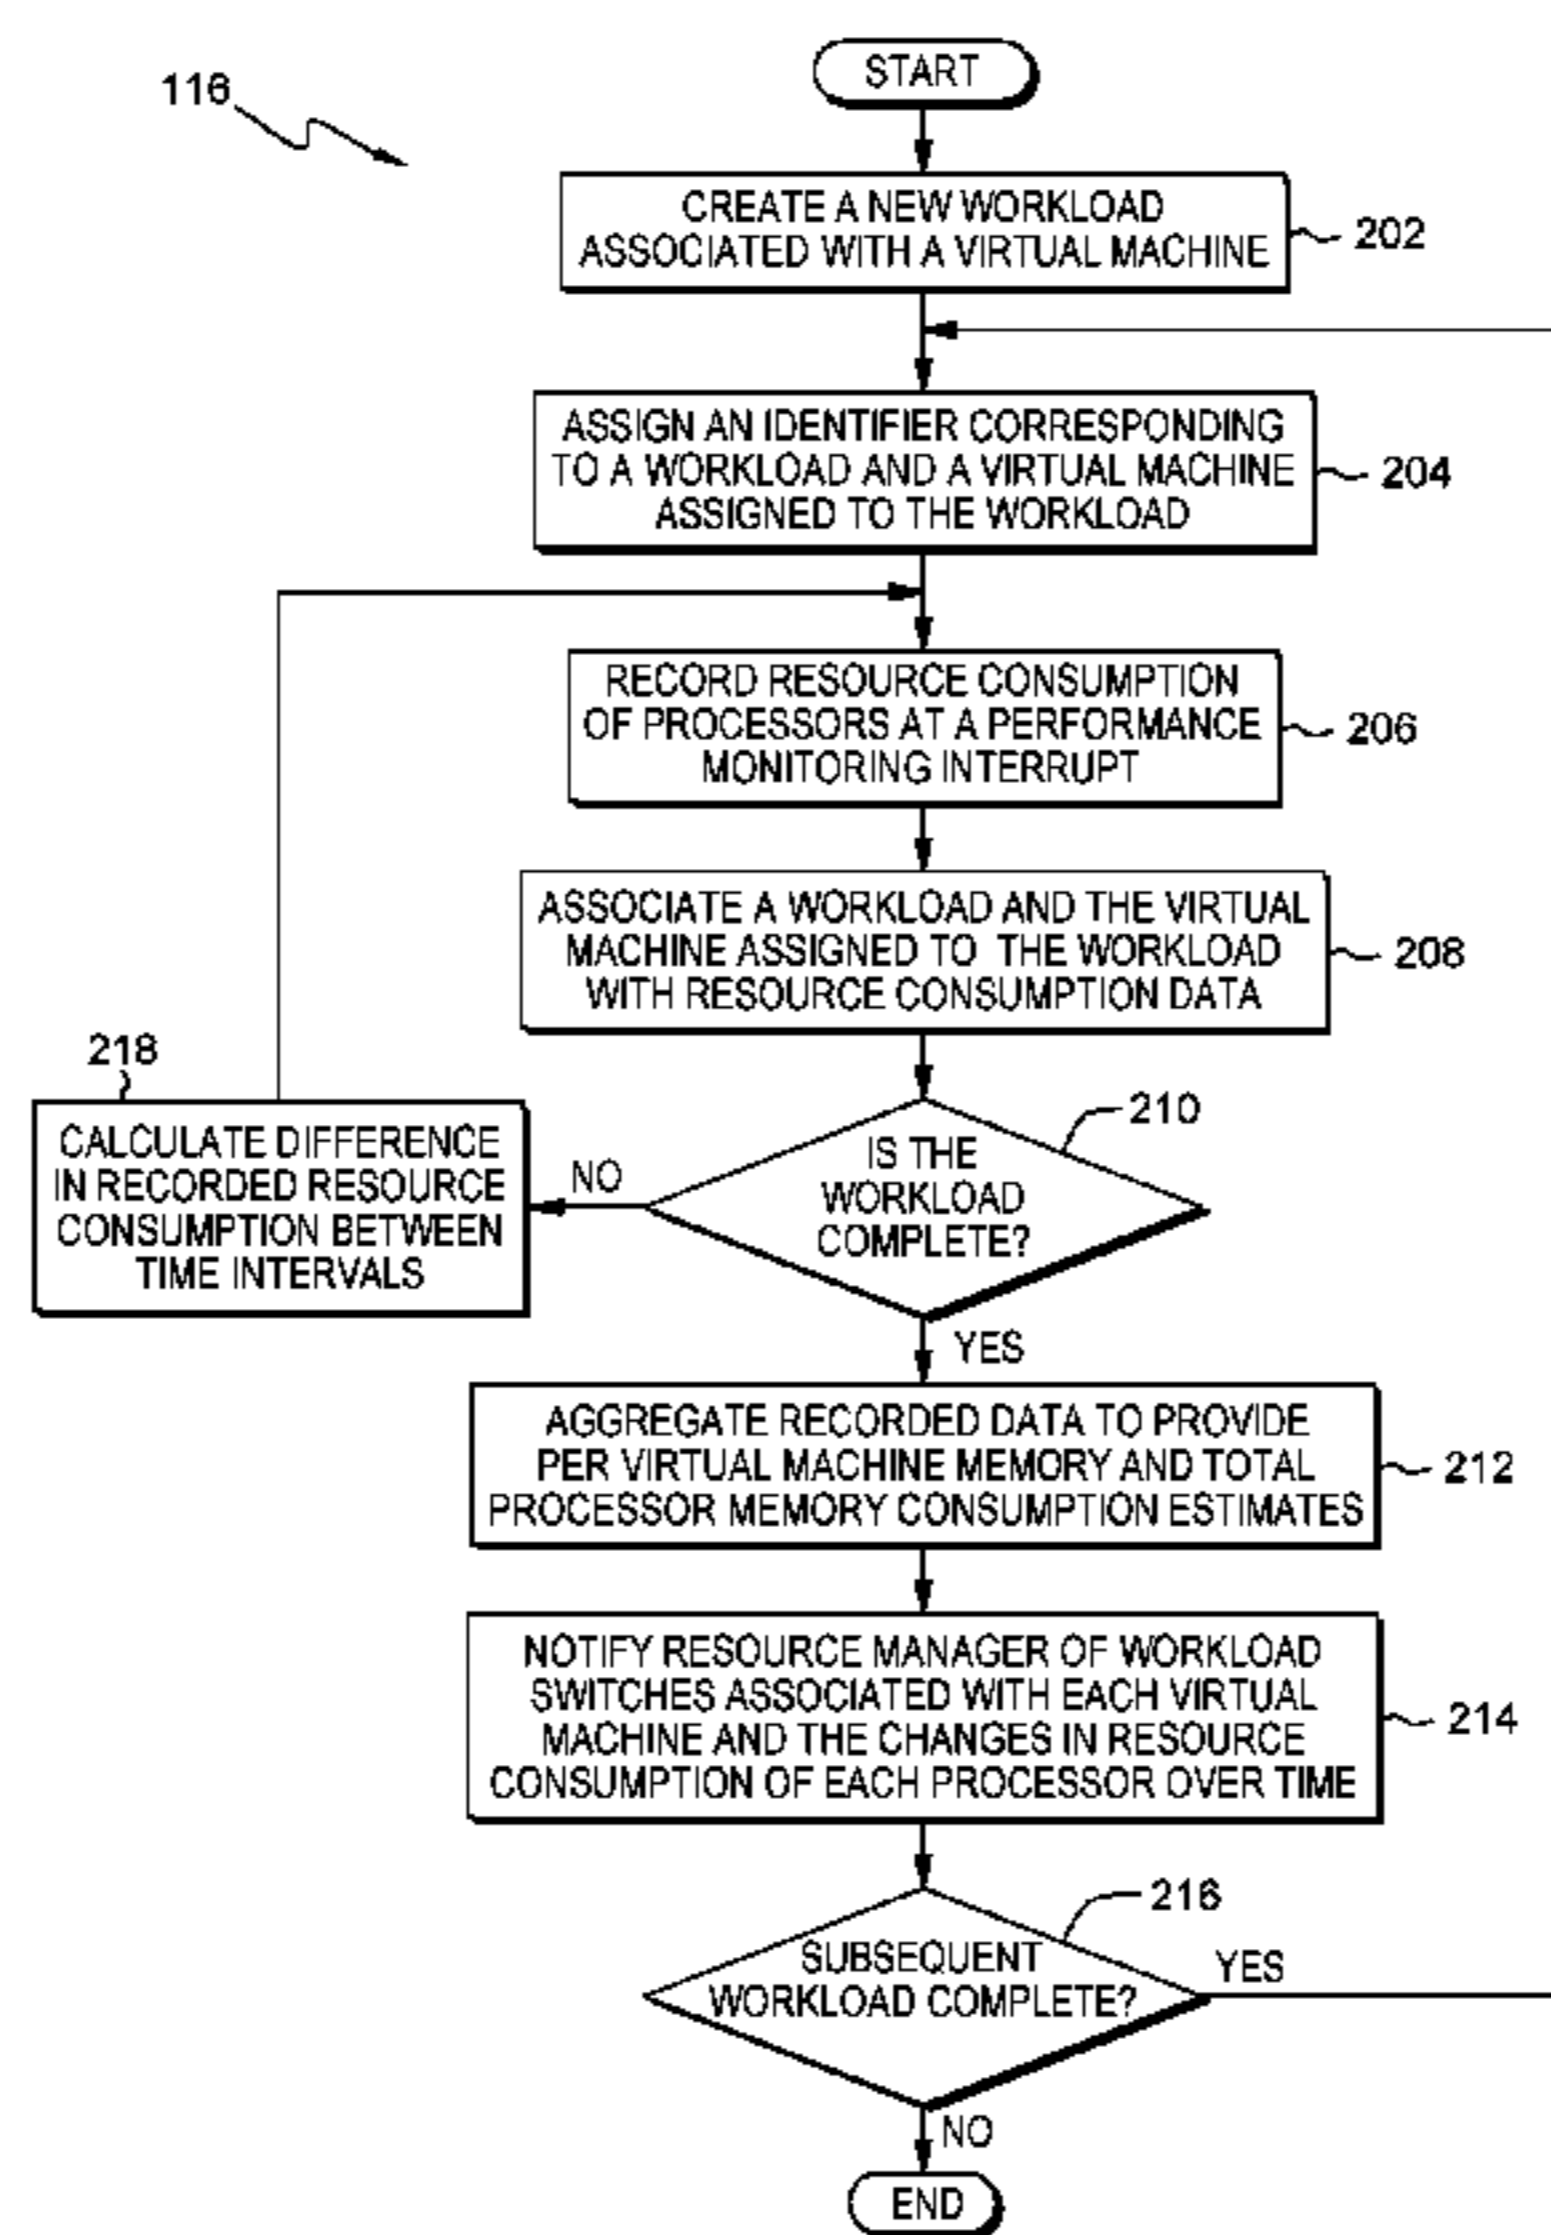 START
116
CREATE A NEW WORKLOAD
ASSOCIATED WITH A VIRTUAL MACHINE
202
ASSIGN AN IDENTIFIER CORRESPONDING
TO A WORKLOAD AND A VIRTUAL MACHINE
ASSIGNED TO THE WORKLOAD
204
RECORD RESOURCE CONSUMPTION
OF PROCESSORS AT A PERFORMANCE
MONITORING INTERRUPT
206
ASSOCIATE A WORKLOAD AND THE VIRTUAL
MACHINE ASSIGNED TO THE WORKLOAD
WITH RESOURCE CONSUMPTION DATA
208
218
CALCULATE DIFFERENCE
IN RECORDED RESOURCE
CONSUMPTION BETWEEN
TIME INTERVALS
NO
210
IS THE
WORKLOAD
COMPLETE?
YES
AGGREGATE RECORDED DATA TO PROVIDE
PER VIRTUAL MACHINE MEMORY AND TOTAL
PROCESSOR MEMORY CONSUMPTION ESTIMATES
212
NOTIFY RESOURCE MANAGER OF WORKLOAD
SWITCHES ASSOCIATED WITH EACH VIRTUAL
MACHINE AND THE CHANGES IN RESOURCE
CONSUMPTION OF EACH PROCESSOR OVER TIME
214
216
SUBSEQUENT
WORKLOAD COMPLETE?
YES
NO
END